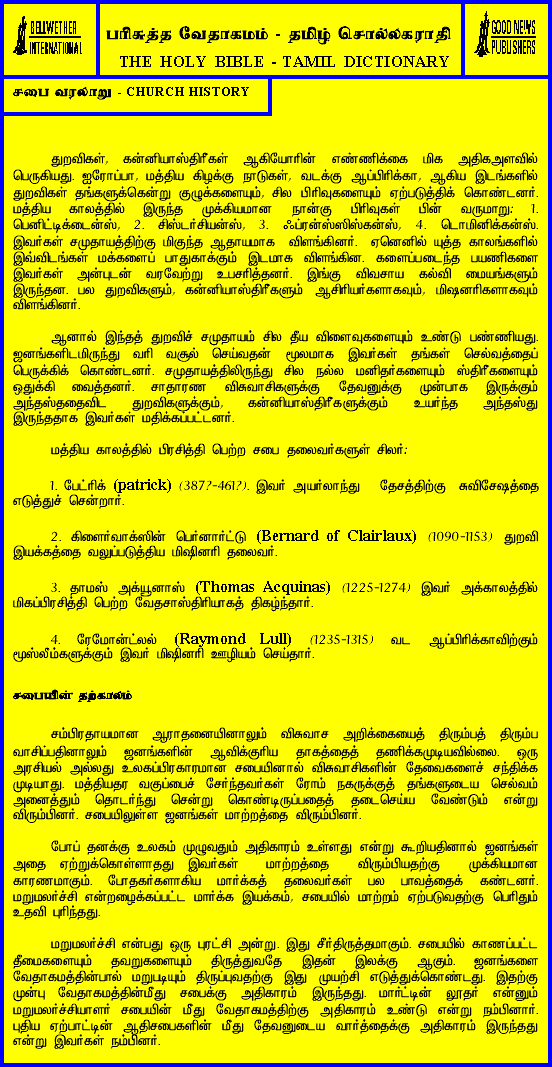 BELLWETHER
INTERNATIONAL
பரிசுத்த வேதாகமம் - தமிழ் சொல்லகராதி
THE HOLY BIBLE - TAMIL DICTIONARY
GOOD NEWS
PUBLISHERS
சபை வரலாறு - CHURCH HISTORY
துறவிகள், கன்னியாஸ்திரீகள் ஆகியோரின் எண்ணிக்கை மிக அதிகஅளவில்
பெருகியது. ஐரோப்பா, மத்திய கிழக்கு நாடுகள், வடக்கு ஆப்பிரிக்கா, ஆகிய இடங்களில்
துறவிகள் தங்களுக்கென்று குழுக்களையும், சில பிரிவுகளையும் ஏற்படுத்திக் கொண்டனர்.
மத்திய காலத்தில் இருந்த முக்கியமான நான்கு பிரிவுகள் பின் வருமாறு; 1.
பெனிட்டிக்டைன்ஸ், 2. சிஸ்டர்சியன்ஸ், 3. ஃப்ரன்ஸ்ஸிஸ்கன்ஸ், 4. டொமினிக்கன்ஸ்.
இவர்கள் சமுதாயத்திற்கு மிகுந்த ஆதாயமாக விளங்கினர். ஏனெனில் யுத்த காலங்களில்
இவ்விடங்கள் மக்களைப் பாதுகாக்கும் இடமாக விளங்கின. களைப்படைந்த பயணிகளை
இவர்கள் அன்புடன் வரவேற்று உபசரித்தனர். இங்கு விவசாய கல்வி மையங்களும்
இருந்தன. பல துறவிகளும், கன்னியாஸ்திரீகளும் ஆசிரியர்களாகவும், மிஷனரிகளாகவும்
விளங்கினர்.
ஆனால் இந்தத் துறவிச் சமுதாயம் சில தீய விளைவுகளையும் உண்டு பண்ணியது.
ஜனங்களிடமிருந்து வரி வசூல் செய்வதன் மூலமாக இவர்கள் தங்கள் செல்வத்தைப்
பெருக்கிக் கொண்டனர். சமுதாயத்திலிருந்து சில நல்ல மனிதர்களையும் ஸ்திரீகளையும்
ஒதுக்கி வைத்தனர். சாதாரண விசுவாசிகளுக்கு தேவனுக்கு முன்பாக இருக்கும்
அந்தஸ்ததைவிட துறவிகளுக்கும், கன்னியாஸ்திரீகளுக்கும் உயர்ந்த அந்தஸ்து
இருந்ததாக இவர்கள் மதிக்கப்பட்டனர்.
மத்திய காலத்தில் பிரசித்தி பெற்ற சபை தலைவர்களுள் சிலர்:
1. பேட்ரிக் (patrick) (387?-461?). இவர் அயர்லாந்து தேசத்திற்கு சுவிசேஷத்தை
எடுத்துச் சென்றார்.
2. கிளைர்வாக்ஸின் பெர்னார்ட்டு (Bernard of Clairlaux) (1090-1153) துறவி
இயக்கத்தை வலுப்படுத்திய மிஷினரி தலைவர்.
3. தாமஸ் அக்யூனாஸ் (Thomas Acquinas) (1225-1274) இவர் அக்காலத்தில்
மிகப்பிரசித்தி பெற்ற வேதசாஸ்திரியாகத் திகழ்ந்தார்.
4. ரேமோன்ட்லல் (Raymond Lull) (1235-1315) வட ஆப்பிரிக்காவிற்கும்
மூஸ்லீம்களுக்கும் இவர் மிஷினரி ஊழியம் செய்தார்.
சபையின் தற்காலம்
சம்பிரதாயமான ஆராதனையினாலும் விசுவாச அறிக்கையைத் திரும்பத் திரும்ப
வாசிப்பதினாலும் ஜனங்களின் ஆவிக்குரிய தாகத்தைத் தணிக்கமுடியவில்லை. ஒரு
அரசியல் அல்லது உலகப்பிரகாரமான சபையினால் விசுவாசிகளின் தேவைகளைச் சந்திக்க
முடியாது. மத்தியதர வகுப்பைச் சேர்ந்தவர்கள் ரோம் நகருக்குத் தங்களுடைய செல்வம்
அனைத்தும் தொடர்ந்து சென்று கொண்டிருப்பதைத் தடைசெய்ய வேண்டும் என்று
விரும்பினர். சபையிலுள்ள ஜனங்கள் மாற்றத்தை விரும்பினர்.
போப் தனக்கு உலகம் முழுவதும் அதிகாரம் உள்ளது என்று கூறியதினால் ஜனங்கள்
அதை ஏற்றுக்கொள்ளாதது இவர்கள் மாற்றத்தை விரும்பியதற்கு முக்கியமான
காரணமாகும். போதகர்களாகிய மார்க்கத் தலைவர்கள் பல பாவத்தைக் கண்டனர்.
மறுமலர்ச்சி என்றழைக்கப்பட்ட மார்க்க இயக்கம், சபையில் மாற்றம் ஏற்படுவதற்கு பெரிதும்
உதவி புரிந்தது.
மறுமலர்ச்சி என்பது ஒரு புரட்சி அன்று. இது சீர்திருத்தமாகும். சபையில் காணப்பட்ட
தீமைகளையும் தவறுகளையும் திருத்துவதே இதன் இலக்கு ஆகும். ஜனங்களை
வேதாகமத்தின்பால் மறுபடியும் திருப்புவதற்கு இது முயற்சி எடுத்துக்கொண்டது. இதற்கு
முன்பு வேதாகமத்தின்மீது சபைக்கு அதிகாரம் இருந்தது. மார்ட்டின் லூதர் என்னும்
மறுமலர்ச்சியாளர் சபையின் மீது வேதாகமத்திற்கு அதிகாரம் உண்டு என்று நம்பினார்.
புதிய ஏற்பாட்டின் ஆதிசபைகளின் மீது தேவனுடைய வார்த்தைக்கு அதிகாரம் இருந்தது
என்று இவர்கள் நம்பினர்.